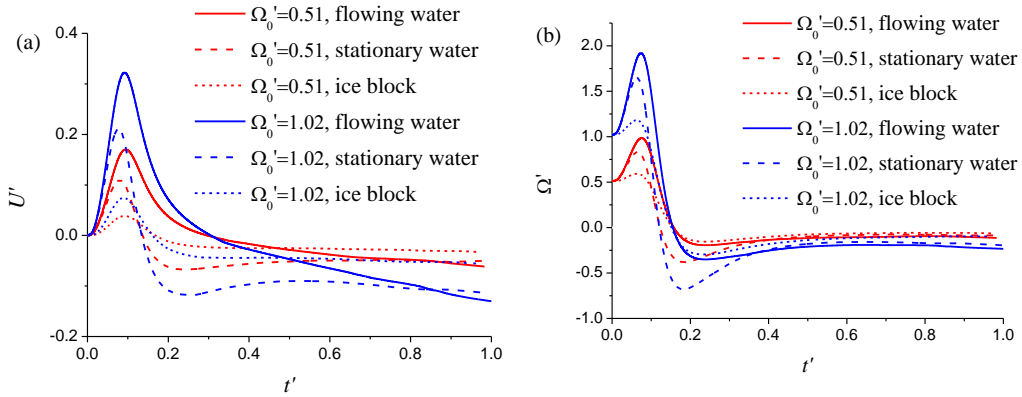 (a)
Ω₀'=0.51, flowing water
Ω₀'=0.51, stationary water
Ω₀'=0.51, ice block
Ω₀'=1.02, flowing water
Ω₀'=1.02, stationary water
Ω₀'=1.02, ice block
U'
0.4
0.2
0.0
-0.2
0.0 0.2 0.4 0.6 0.8 1.0
t'
(b)
Ω₀'=0.51, flowing water
Ω₀'=0.51, stationary water
Ω₀'=0.51, ice block
Ω₀'=1.02, flowing water
Ω₀'=1.02, stationary water
Ω₀'=1.02, ice block
Ω'
2.0
1.5
1.0
0.5
0.0
-0.5
-1.0
0.0 0.2 0.4 0.6 0.8 1.0
t'